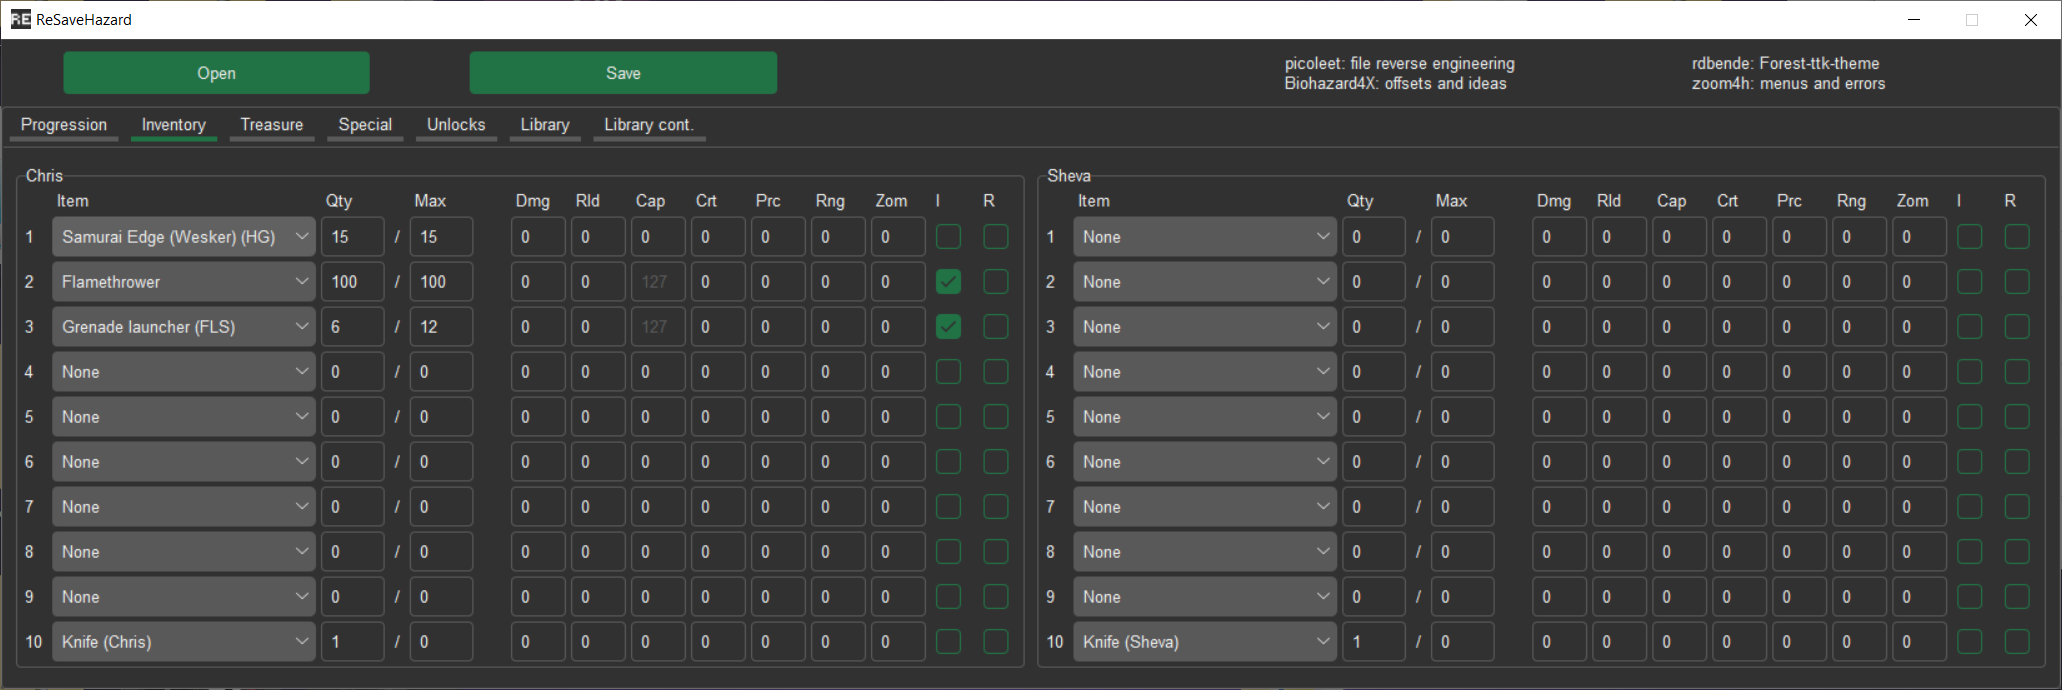 RE ReSaveHazard
Open Save picoleet: file reverse engineering rdbende: Forest-ttk-theme
Biohazard4X: offsets and ideas zoom4h: menus and errors
Progression Inventory Treasure Special Unlocks Library Library cont.
Chris
Item Qty Max Dmg Rld Cap Crt Prc Rng Zom I R
1 Samurai Edge (Wesker) (HG) 15 / 15 0 0 0 0 0 0 0
2 Flamethrower 100 / 100 0 0 127 0 0 0 0
3 Grenade launcher (FLS) 6 / 12 0 0 127 0 0 0 0
4 None 0 / 0 0 0 0 0 0 0 0
5 None 0 / 0 0 0 0 0 0 0 0
6 None 0 / 0 0 0 0 0 0 0 0
7 None 0 / 0 0 0 0 0 0 0 0
8 None 0 / 0 0 0 0 0 0 0 0
9 None 0 / 0 0 0 0 0 0 0 0
10 Knife (Chris) 1 / 0 0 0 0 0 0 0 0
Sheva
Item Qty Max Dmg Rld Cap Crt Prc Rng Zom I R
1 None 0 / 0 0 0 0 0 0 0 0
2 None 0 / 0 0 0 0 0 0 0 0
3 None 0 / 0 0 0 0 0 0 0 0
4 None 0 / 0 0 0 0 0 0 0 0
5 None 0 / 0 0 0 0 0 0 0 0
6 None 0 / 0 0 0 0 0 0 0 0
7 None 0 / 0 0 0 0 0 0 0 0
8 None 0 / 0 0 0 0 0 0 0 0
9 None 0 / 0 0 0 0 0 0 0 0
10 Knife (Sheva) 1 / 0 0 0 0 0 0 0 0